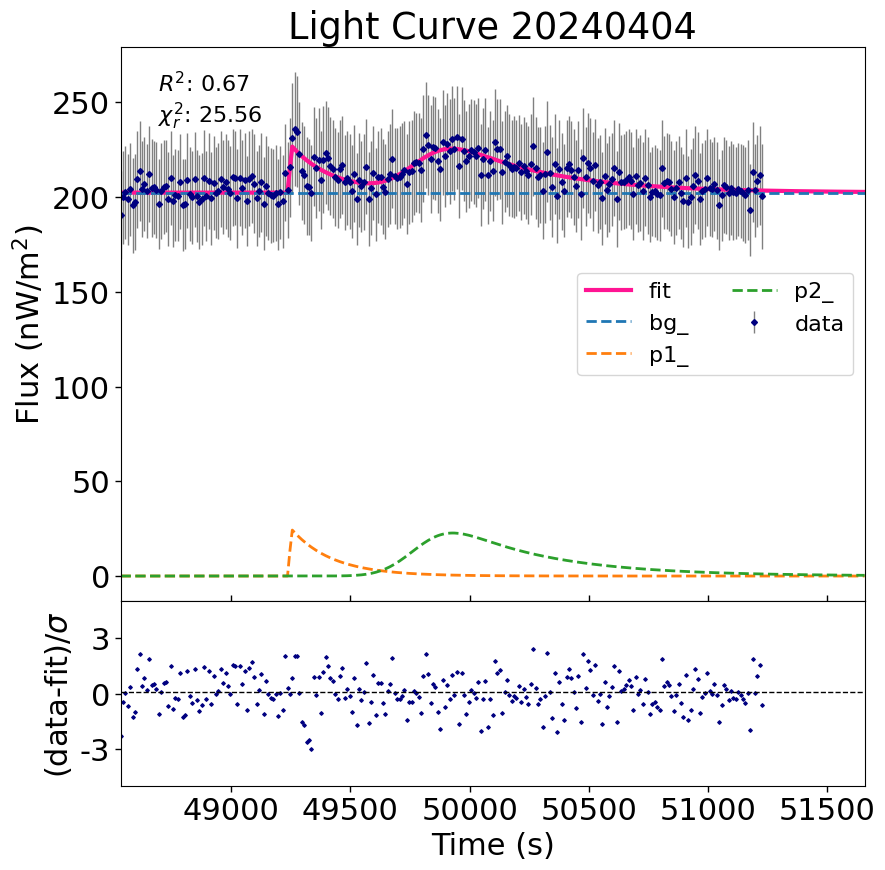 Light Curve 20240404
R²: 0.67
χ²ᵣ: 25.56
Flux (nW/m²)
250
200
150
100
50
0
fit
bg_
p1_
p2_
data
(data-fit)/σ
3
0
-3
49000 49500 50000 50500 51000 51500
Time (s)